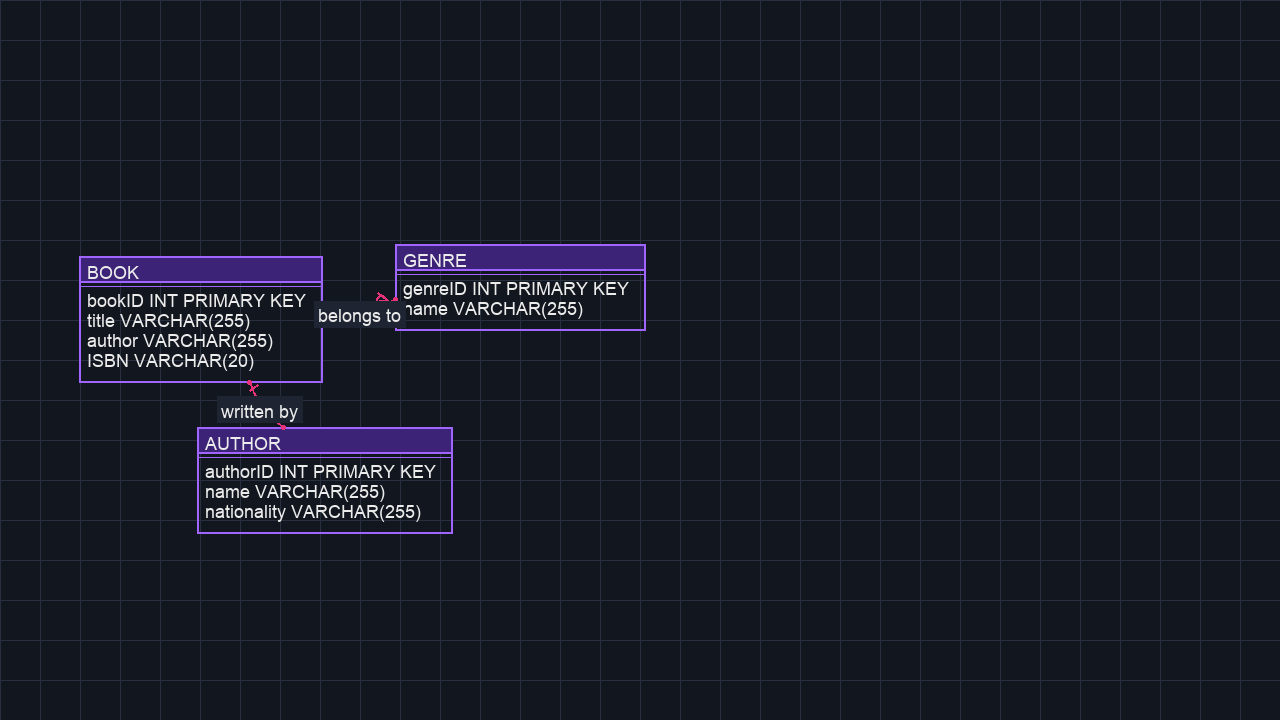 BOOK
bookID INT PRIMARY KEY
title VARCHAR(255)
author VARCHAR(255)
ISBN VARCHAR(20)
belongs to
GENRE
genreID INT PRIMARY KEY
name VARCHAR(255)
written by
AUTHOR
authorID INT PRIMARY KEY
name VARCHAR(255)
nationality VARCHAR(255)